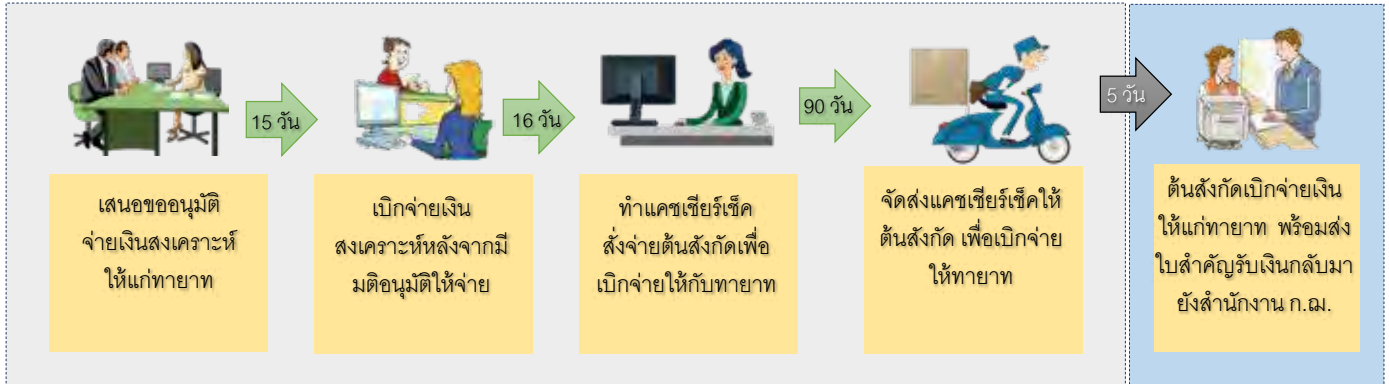 15 วัน
16 วัน
90 วัน
5 วัน
เสนอขออนุมัติ
จ่ายเงินสงเคราะห์
ให้แก่ทายาท
เบิกจ่ายเงิน
สงเคราะห์หลังจากมี
มติอนุมัติให้จ่าย
ทำแคชเชียร์เช็ค
สั่งจ่ายต้นสังกัดเพื่อ
เบิกจ่ายให้กับทายาท
จัดส่งแคชเชียร์เช็คให้
ต้นสังกัด เพื่อเบิกจ่าย
ให้ทายาท
ต้นสังกัดเบิกจ่ายเงิน
ให้แก่ทายาท พร้อมส่ง
ใบสำคัญรับเงินกลับมา
ยังสำนักงาน ก.ฌ.